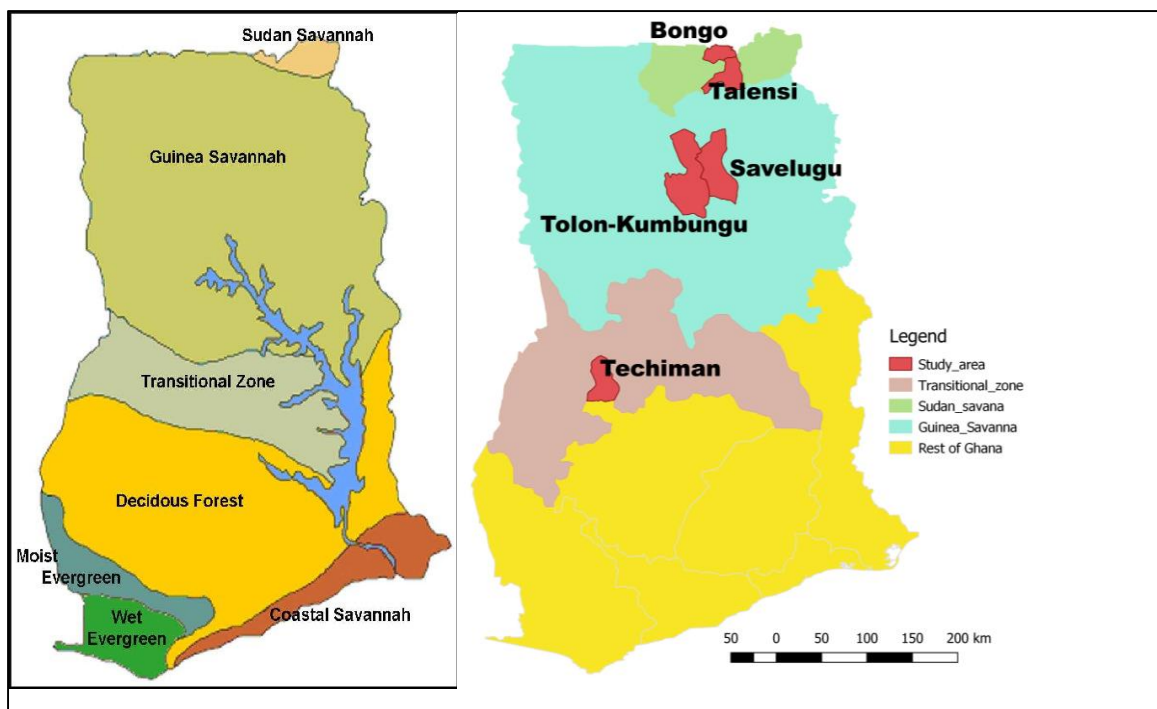 Sudan Savannah
Guinea Savannah
Transitional Zone
Decidous Forest
Moist
Evergreen
Wet
Evergreen
Coastal Savannah
Bongo
Talensi
Savelugu
Tolon-Kumbungu
Techiman
Legend
Study_area
Transitional_zone
Sudan_savana
Guinea_Savanna
Rest of Ghana
50 0 50 100 150 200 km